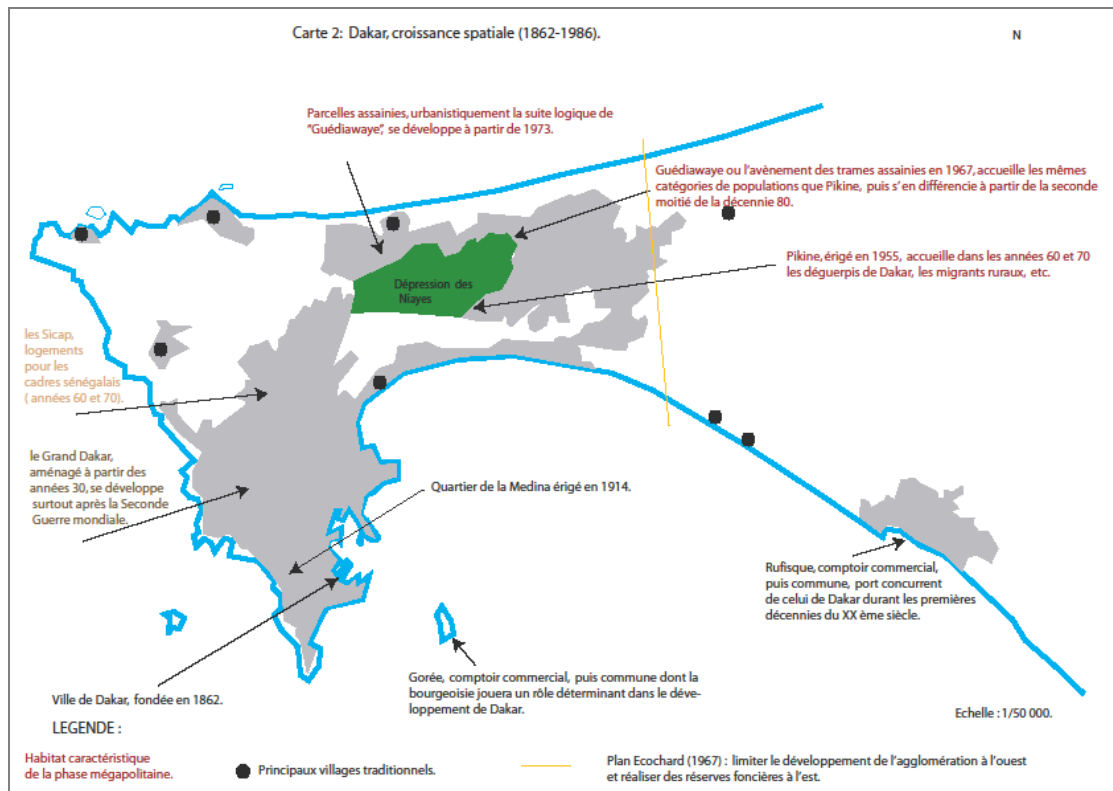 Carte 2: Dakar, croissance spatiale (1862-1986).
N
Parcelles assainies, urbanistiquement la suite logique de
"Guédiawaye", se développe à partir de 1973.
Guédiawaye ou l'avènement des trames assainies en 1967, accueille les mêmes
catégories de populations que Pikine, puis s'en différencie à partir de la seconde
moitié de la décennie 80.
Pikine, érigé en 1955, accueille dans les années 60 et 70
les déguerpis de Dakar, les migrants ruraux, etc.
Dépression des
Niayes
les Sicap,
logements
pour les
cadres sénégalais
( années 60 et 70).
le Grand Dakar,
aménagé à partir des
années 30, se développe
surtout après la Seconde
Guerre mondiale.
Quartier de la Medina érigé en 1914.
Rufisque, comptoir commercial,
puis commune, port concurrent
de celui de Dakar durant les premières
décennies du XX ème siècle.
Gorée, comptoir commercial, puis commune dont la
bourgeoisie jouera un rôle déterminant dans le déve-
loppement de Dakar.
Ville de Dakar, fondée en 1862.
Echelle : 1/50 000.
LEGENDE :
Habitat caractéristique
de la phase mégapolitaine.
Principaux villages traditionnels.
Plan Ecochard (1967) : limiter le développement de l'agglomération à l'ouest
et réaliser des réserves foncières à l'est.